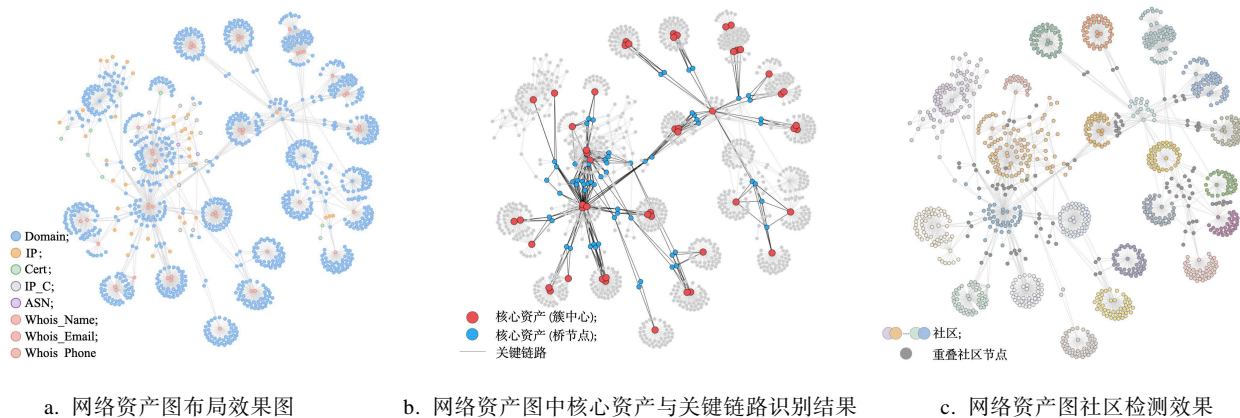 Domain;
IP;
Cert;
IP_C;
ASN;
Whois_Name;
Whois_Email;
Whois Phone
核心资产 (簇中心);
核心资产 (桥节点);
关键链路
社区;
重叠社区节点
a. 网络资产图布局效果图
b. 网络资产图中核心资产与关键链路识别结果
c. 网络资产图社区检测效果